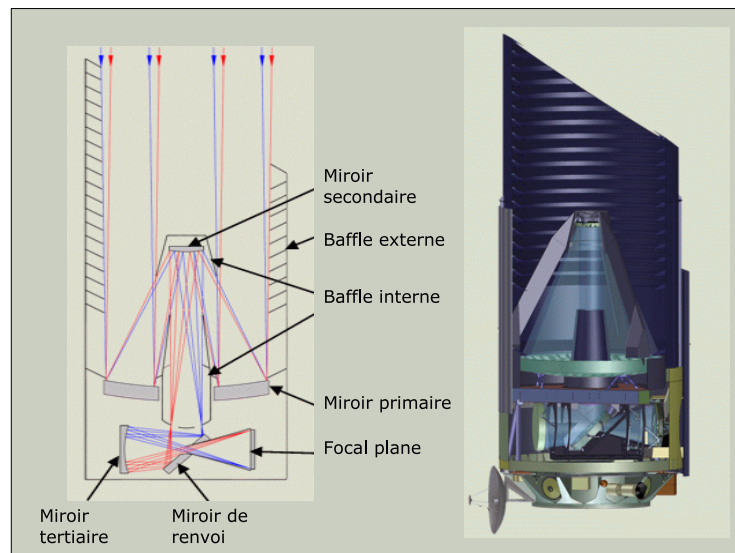 Miroir
secondaire
Baffle externe
Baffle interne
Miroir primaire
Focal plane
Miroir
tertiaire
Miroir de
renvoi